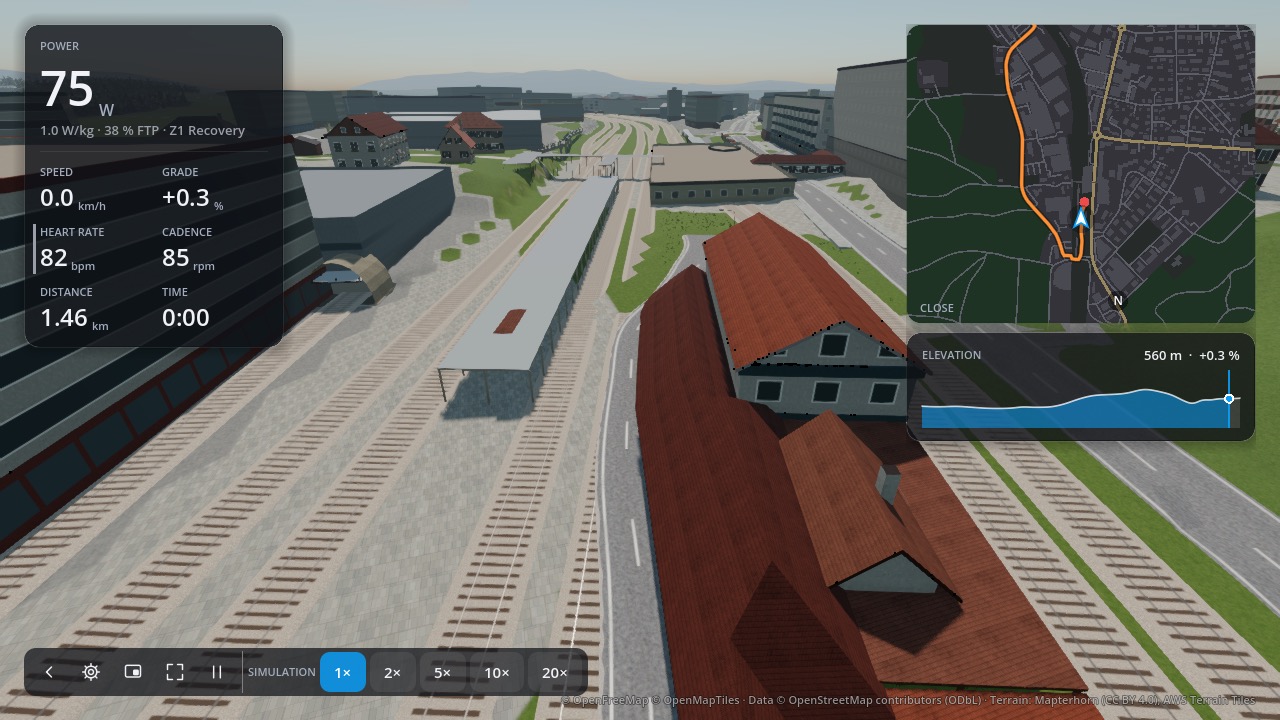 POWER
75 W
1.0 W/kg · 38 % FTP · Z1 Recovery
SPEED GRADE
0.0 km/h +0.3 %
HEART RATE CADENCE
82 bpm 85 rpm
DISTANCE TIME
1.46 km 0:00
N
CLOSE
ELEVATION 560 m · +0.3 %
SIMULATION 1× 2× 5× 10× 20×
© OpenFreeMap © OpenMapTiles · Data © OpenStreetMap contributors (ODbL) · Terrain: Mapterhorn (CC BY 4.0); AWS Terrain Tiles